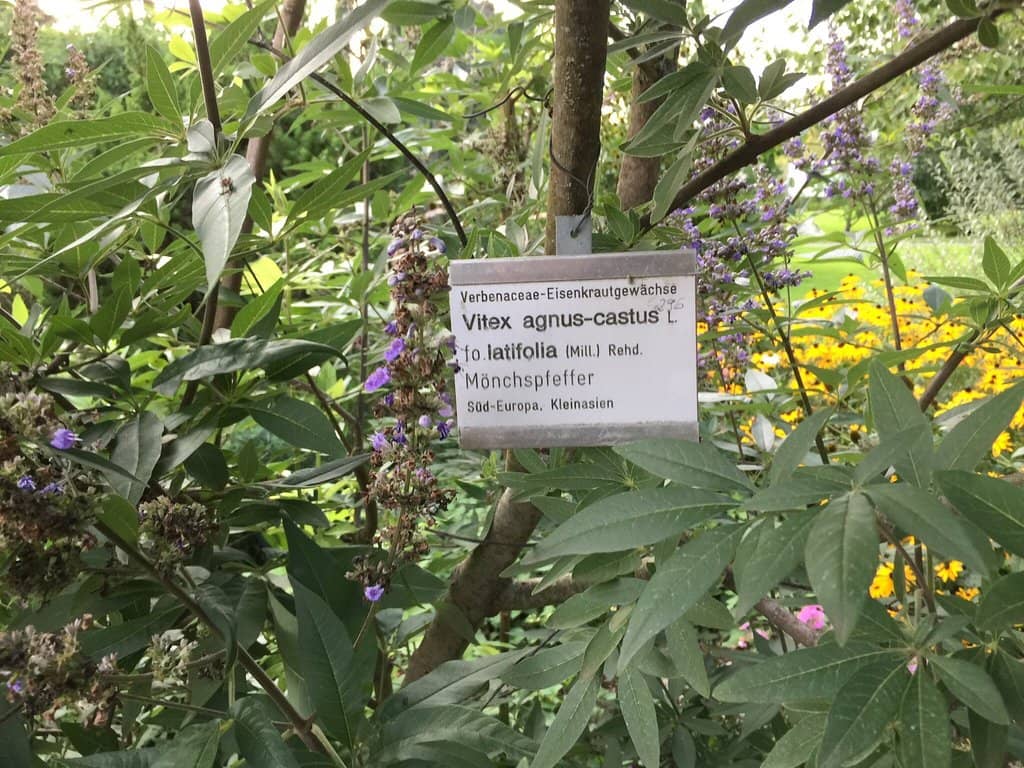 Verbenaceae-Eisenkrautgewächse
Vitex agnus-castus L.
fo. latifolia (Mill.) Rehd.
Mönchspfeffer
Süd-Europa, Kleinasien